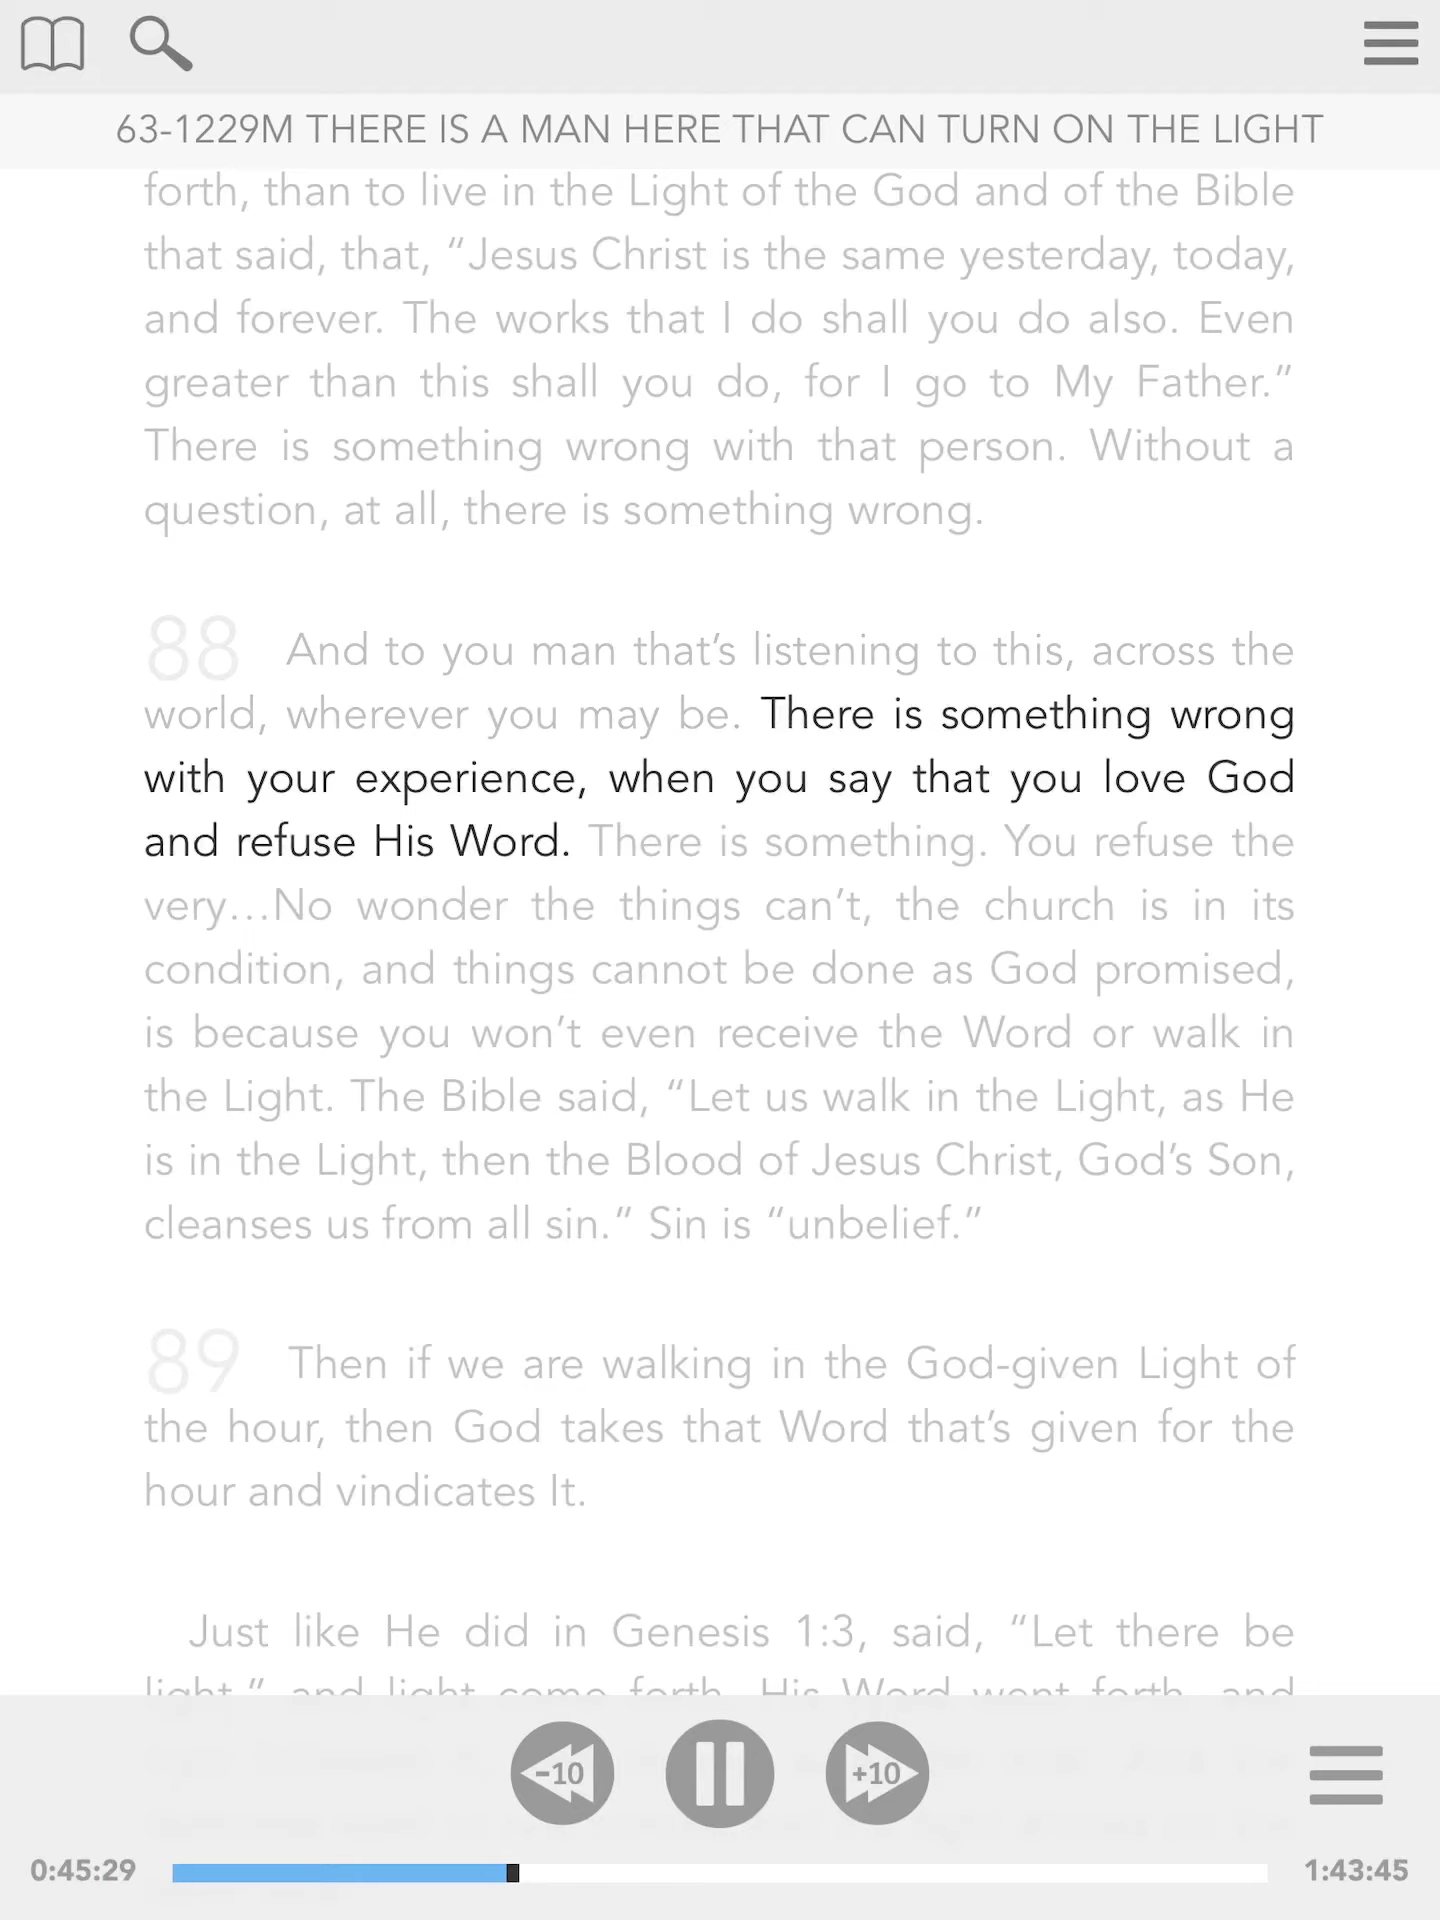 63-1229M THERE IS A MAN HERE THAT CAN TURN ON THE LIGHT
forth, than to live in the Light of the God and of the Bible
that said, that, “Jesus Christ is the same yesterday, today,
and forever. The works that I do shall you do also. Even
greater than this shall you do, for I go to My Father.”
There is something wrong with that person. Without a
question, at all, there is something wrong.
88 And to you man that’s listening to this, across the
world, wherever you may be. There is something wrong
with your experience, when you say that you love God
and refuse His Word. There is something. You refuse the
very…No wonder the things can’t, the church is in its
condition, and things cannot be done as God promised,
is because you won’t even receive the Word or walk in
the Light. The Bible said, “Let us walk in the Light, as He
is in the Light, then the Blood of Jesus Christ, God’s Son,
cleanses us from all sin.” Sin is “unbelief.”
89 Then if we are walking in the God-given Light of
the hour, then God takes that Word that’s given for the
hour and vindicates It.
Just like He did in Genesis 1:3, said, “Let there be
light,” and light come forth. His Word went forth, and
-10 +10
0:45:29 1:43:45